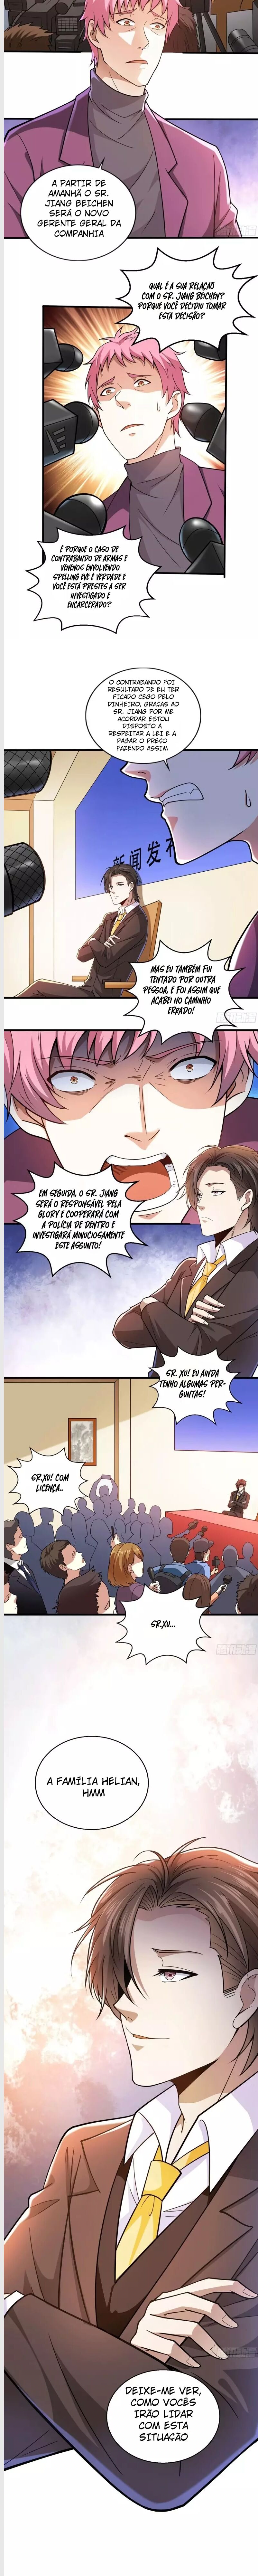 A PARTIR DE
AMANHÃ O SR.
JIANG BEICHEN
SERÁ O NOVO
GERENTE GERAL DA
COMPANHIA
QUAL É A SUA RELAÇÃO
COM O SR. JIANG BEICHEN?
PORQUE VOCÊ DECIDIU TOMAR
ESTA DECISÃO?
É PORQUE O CASO DE
CONTRABANDO DE ARMAS E
VENENOS ENVOLVENDO
SPELLING EVE É VERDADE E
VOCÊ ESTÁ PRESTES A SER
INVESTIGADO E
ENCARCERADO?
O CONTRABANDO FOI
RESULTADO DE EU TER
FICADO CEGO PELO
DINHEIRO, GRAÇAS AO
SR. JIANG POR ME
ACORDAR ESTOU
DISPOSTO A
RESPEITAR A LEI E A
PAGAR O PREÇO
FAZENDO ASSIM
新闻发布
MAS EU TAMBÉM FUI
TENTADO POR OUTRA
PESSOA, E FOI ASSIM QUE
ACABEI NO CAMINHO
ERRADO!
EM SEGUIDA, O SR. JIANG
SERÁ O RESPONSÁVEL PELA
GLORY E COOPERARÁ COM
A POLÍCIA DE DENTRO E
INVESTIGARÁ MINUCIOSAMENTE
ESTE ASSUNTO!
SR. XU! EU AINDA
TENHO ALGUMAS PER-
GUNTAS!
SR.XU! COM
LICENÇA..
SR.XU...
A FAMÍLIA HELIAN,
HMM
DEIXE-ME VER,
COMO VOCÊS
IRÃO LIDAR
COM ESTA
SITUAÇÃO